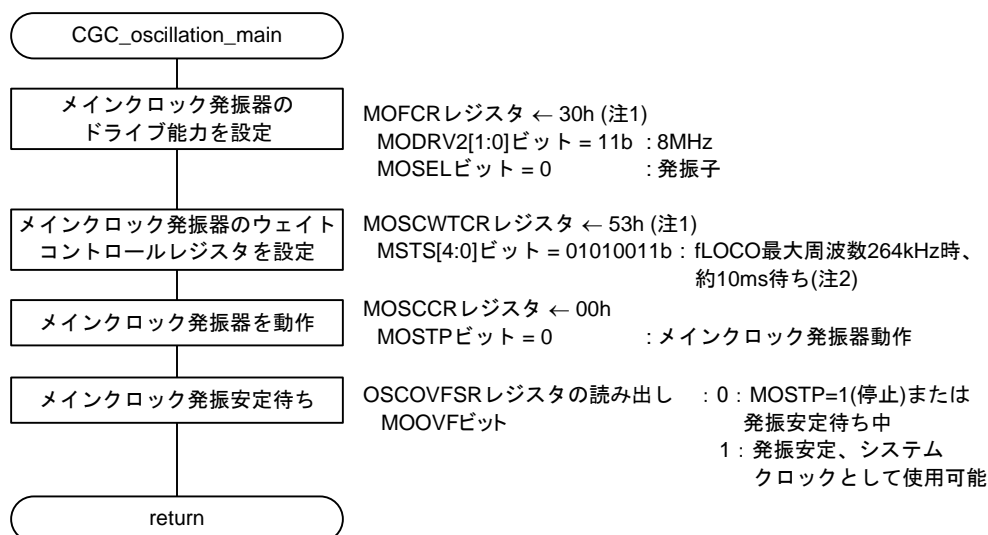 CGC_oscillation_main
メインクロック発振器の
ドライブ能力を設定
MOFCRレジスタ ← 30h (注1)
MODRV2[1:0]ビット = 11b : 8MHz
MOSELビット = 0 : 発振子
メインクロック発振器のウェイト
コントロールレジスタを設定
MOSCWTCRレジスタ ← 53h (注1)
MSTS[4:0]ビット = 01010011b : fLOCO最大周波数264kHz時、
約10ms待ち(注2)
メインクロック発振器を動作
MOSCCRレジスタ ← 00h
MOSTPビット = 0 : メインクロック発振器動作
メインクロック発振安定待ち
OSCOVFSRレジスタの読み出し : 0 : MOSTP=1(停止)または
MOOVFビット 発振安定待ち中
1 : 発振安定、システム
クロックとして使用可能
return